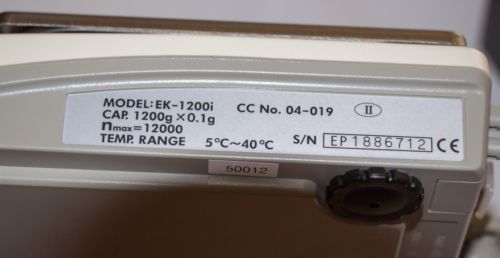 MODEL: EK-1200i CC No. 04-019 II
CAP. 1200g×0.1g
nmax=12000
TEMP. RANGE 5°C~40°C S/N EP1886712 CE
50012